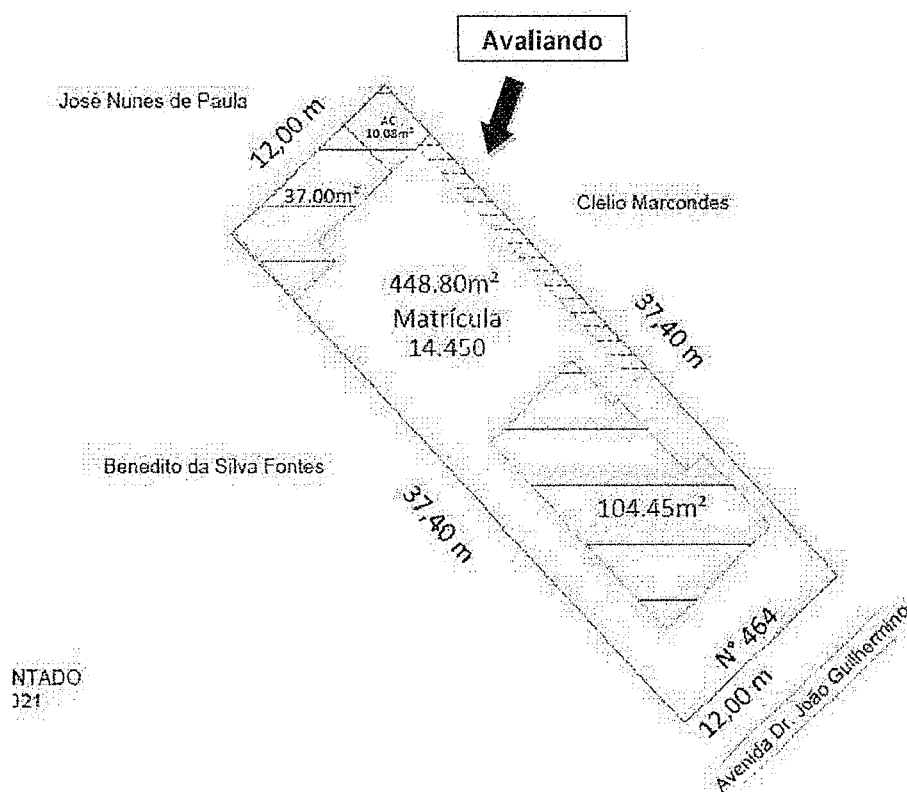 Avaliando
José Nunes de Paula
12,00 m
AC
10.08m²
37.00m²
Clélio Marcondes
448.80m²
Matrícula
14.450
37,40 m
Benedito da Silva Fontes
37,40 m
104.45m²
N° 464
12,00 m
Avenida Dr. João Guilhermino
NTADO
021